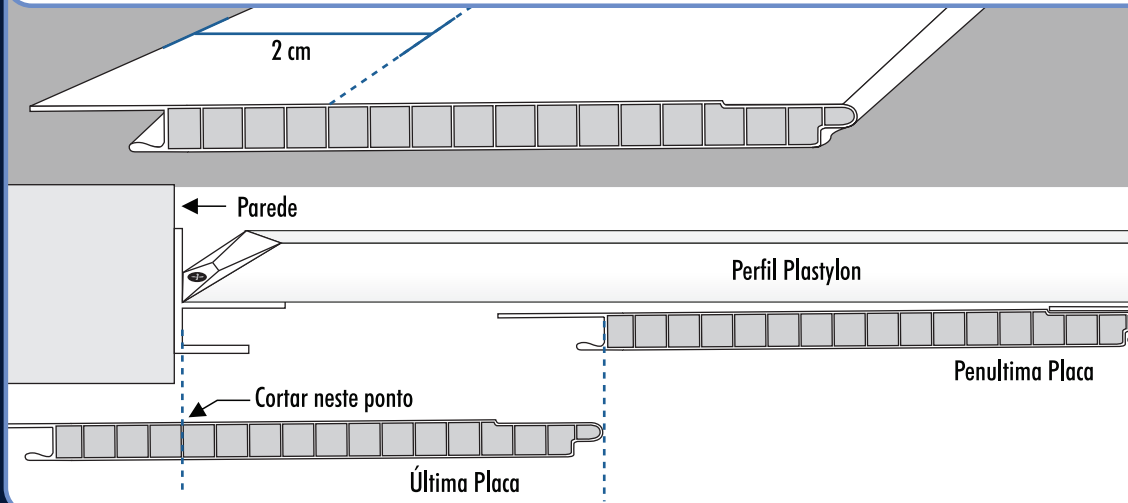 2 cm
Parede
Perfil Plastylon
Penultima Placa
Cortar neste ponto
Última Placa